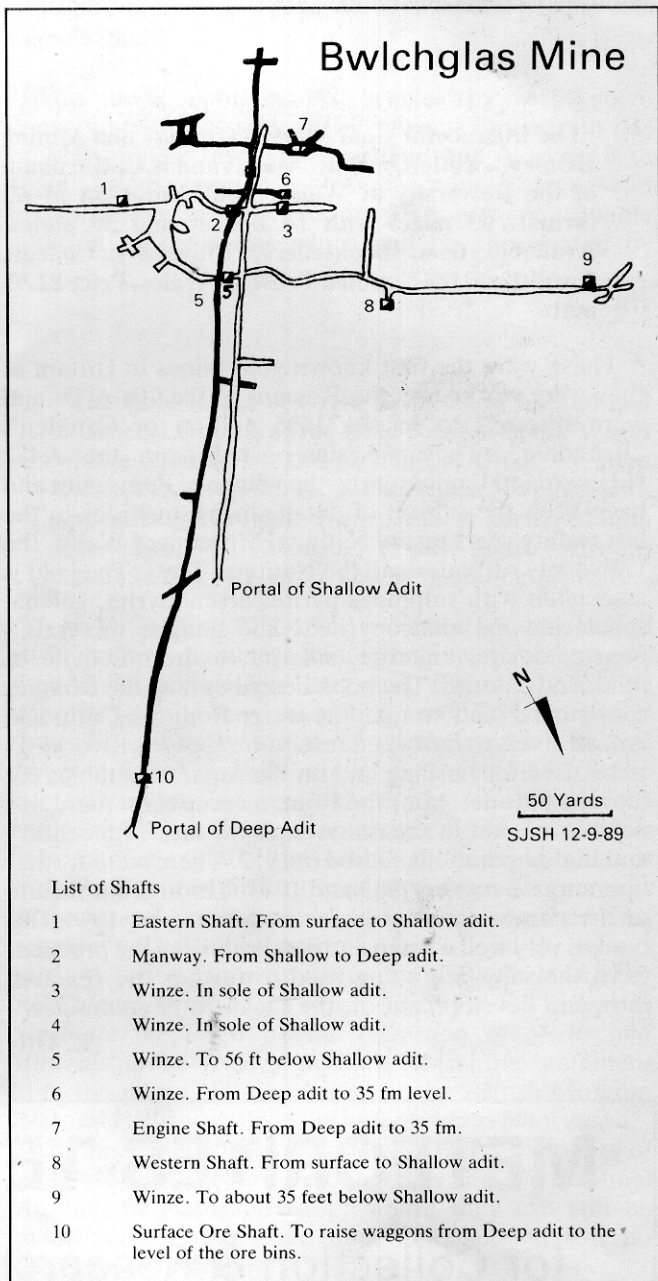 Bwlchglas Mine
7
6
1
2
3
9
5
5
8
Portal of Shallow Adit
N
10
50 Yards
Portal of Deep Adit
SJSH 12-9-89
List of Shafts
1 Eastern Shaft. From surface to Shallow adit.
2 Manway. From Shallow to Deep adit.
3 Winze. In sole of Shallow adit.
4 Winze. In sole of Shallow adit.
5 Winze. To 56 ft below Shallow adit.
6 Winze. From Deep adit to 35 fm level.
7 Engine Shaft. From Deep adit to 35 fm.
8 Western Shaft. From surface to Shallow adit.
9 Winze. To about 35 feet below Shallow adit.
10 Surface Ore Shaft. To raise waggons from Deep adit to the
level of the ore bins.